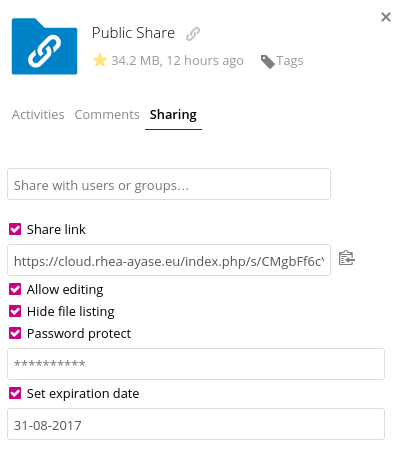 Public Share
34.2 MB, 12 hours ago Tags
Activities Comments Sharing
Share with users or groups...
Share link
https://cloud.rhea-ayase.eu/index.php/s/CMgbFf6c
Allow editing
Hide file listing
Password protect
**********
Set expiration date
31-08-2017